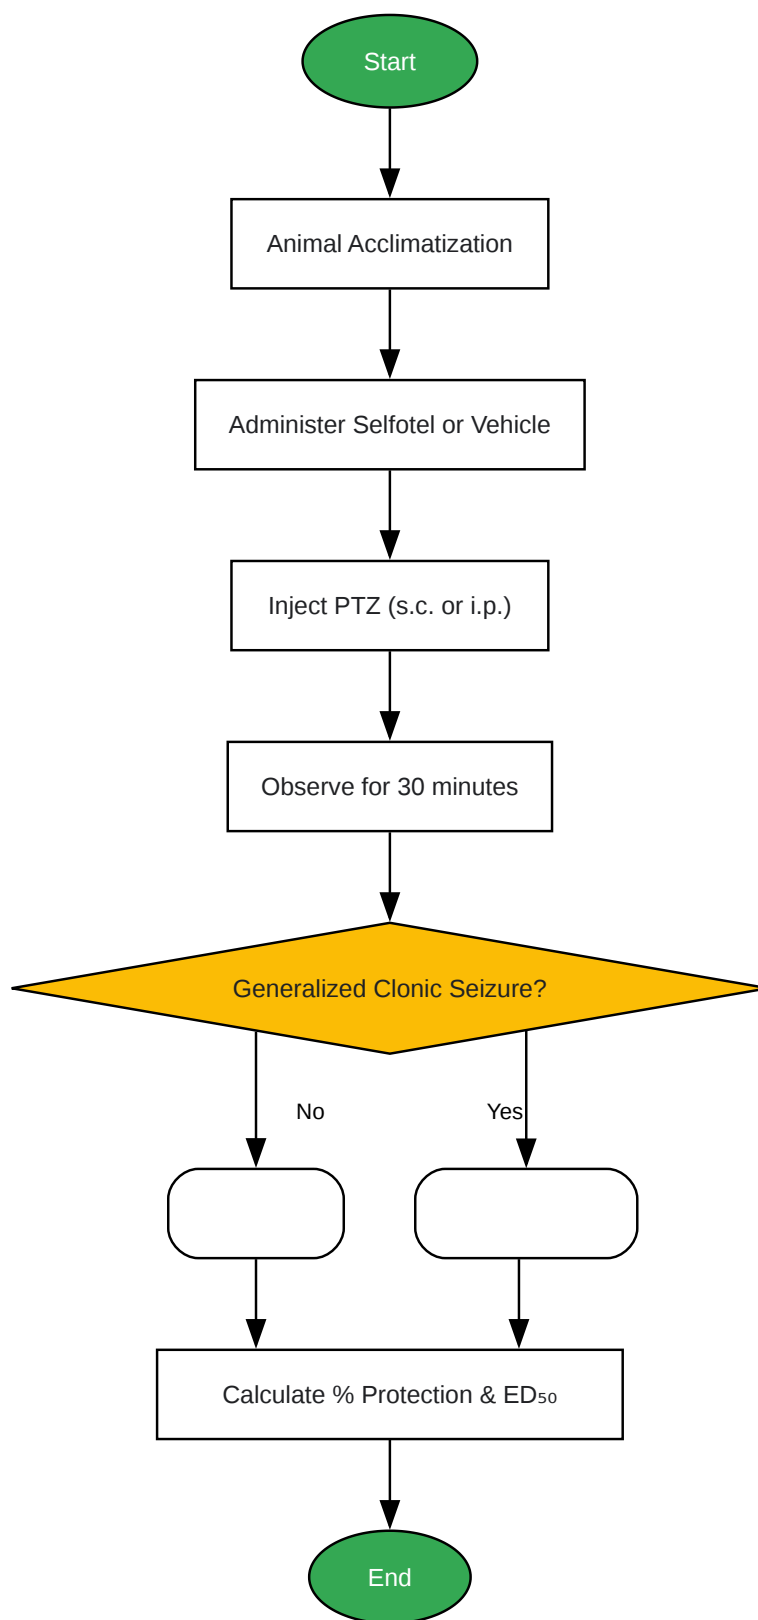 Start
Animal Acclimatization
Administer Selfotel or Vehicle
Inject PTZ (s.c. or i.p.)
Observe for 30 minutes
Generalized Clonic Seizure?
No
Yes
Calculate % Protection & ED₅₀
End